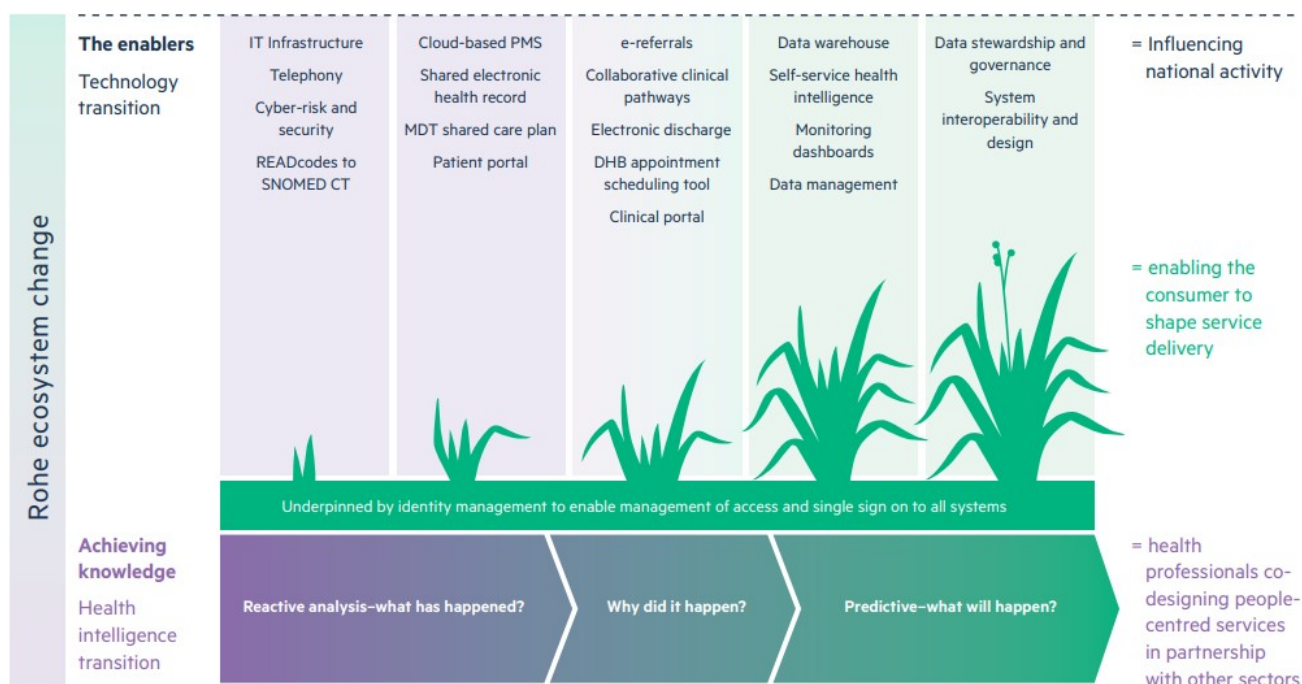 Rohe ecosystem change
The enablers
Technology
transition
IT Infrastructure
Telephony
Cyber-risk and
security
READcodes to
SNOMED CT
Cloud-based PMS
Shared electronic
health record
MDT shared care plan
Patient portal
e-referrals
Collaborative clinical
pathways
Electronic discharge
DHB appointment
scheduling tool
Clinical portal
Data warehouse
Self-service health
intelligence
Monitoring
dashboards
Data management
Data stewardship and
governance
System
interoperability and
design
= Influencing
national activity
= enabling the
consumer to
shape service
delivery
Underpinned by identity management to enable management of access and single sign on to all systems
Achieving
knowledge
Health
intelligence
transition
Reactive analysis–what has happened?
Why did it happen?
Predictive–what will happen?
= health
professionals co-
designing people-
centred services
in partnership
with other sectors